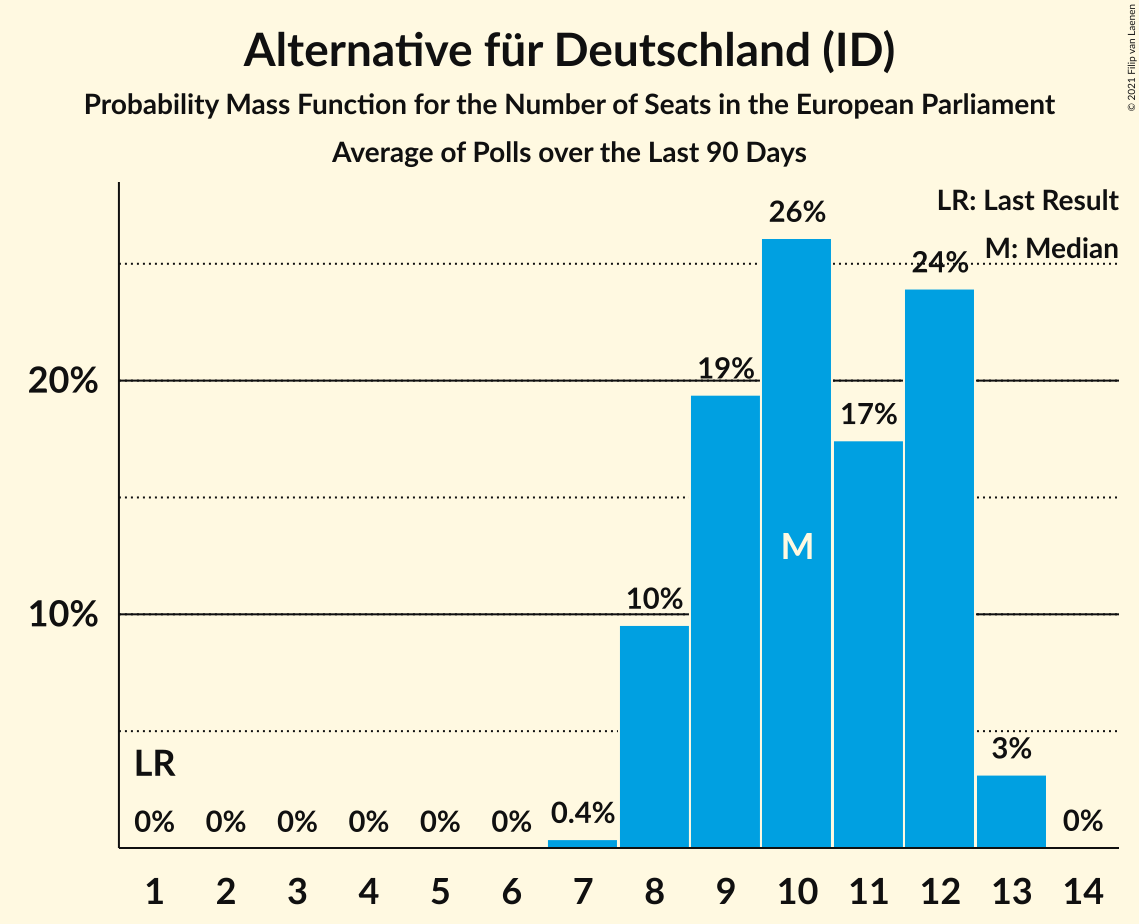 Alternative für Deutschland (ID)
Probability Mass Function for the Number of Seats in the European Parliament
Average of Polls over the Last 90 Days
© 2021 Filip van Laenen
LR: Last Result
M: Median
26%
24%
20%
19%
17%
M
10%
10%
LR
3%
0% 0% 0% 0% 0% 0% 0.4% 0%
1 2 3 4 5 6 7 8 9 10 11 12 13 14